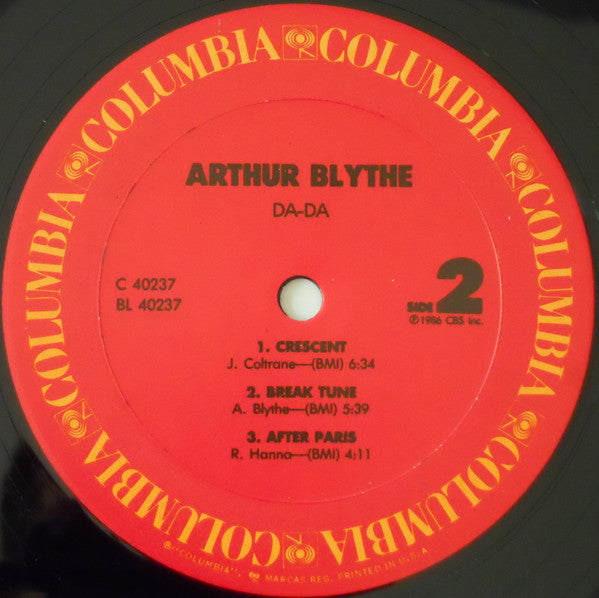 COLUMBIA COLUMBIA COLUMBIA COLUMBIA COLUMBIA COLUMBIA
ARTHUR BLYTHE
DA-DA
C 40237
BL 40237
SIDE 2
℗1986 CBS Inc.
1. CRESCENT
J. Coltrane—(BMI) 6:34
2. BREAK TUNE
A. Blythe—(BMI) 5:39
3. AFTER PARIS
R. Hanna—(BMI) 4:11
®"COLUMBIA", MARCAS REG. PRINTED IN U.S.A